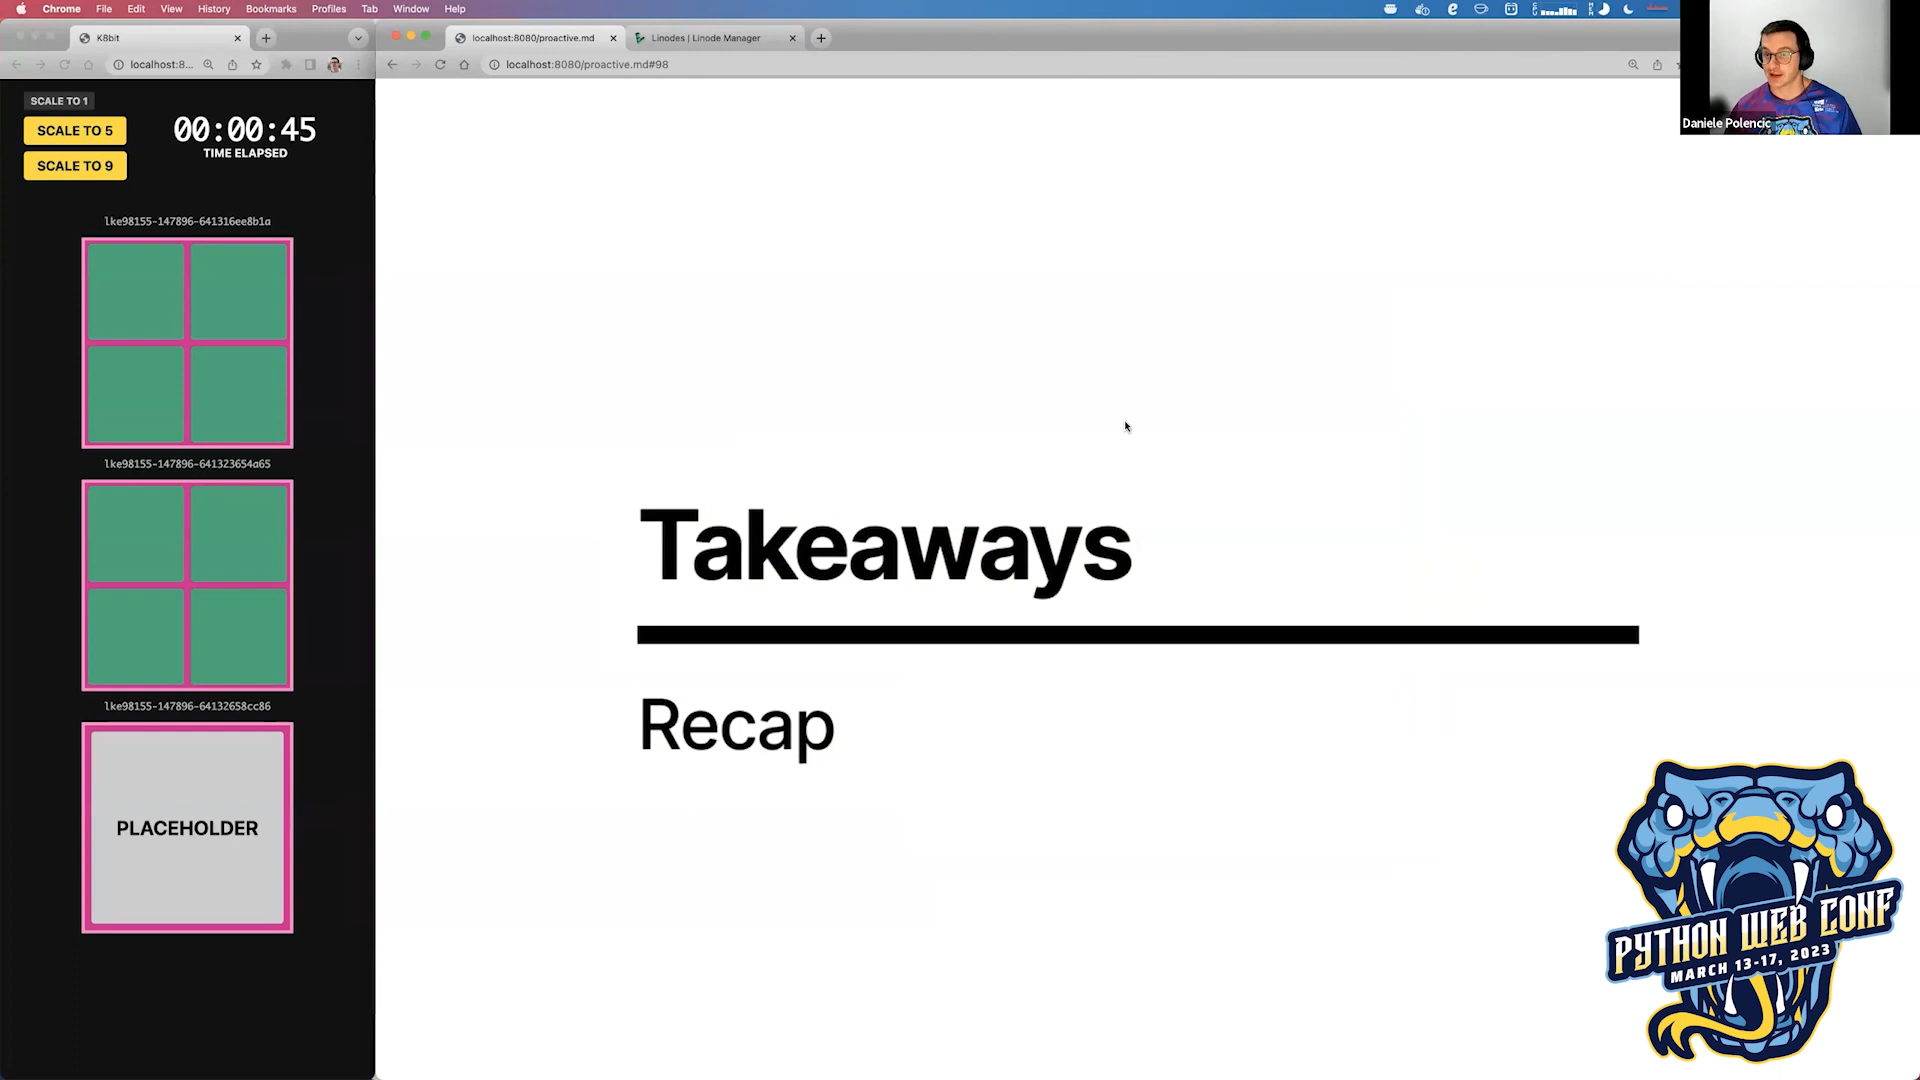 Chrome File Edit View History Bookmarks Profiles Tab Window Help
K8bit
localhost:8080/proactive.md
Linodes | Linode Manager
localhost:8...
localhost:8080/proactive.md#98
SCALE TO 1
SCALE TO 5
SCALE TO 9
00:00:45
TIME ELAPSED
lke98155-147896-641316ee8b1a
lke98155-147896-641323654a65
lke98155-147896-64132658cc86
PLACEHOLDER
Takeaways
Recap
Daniele Polencic
PYTHON WEB CONF
MARCH 13-17, 2023